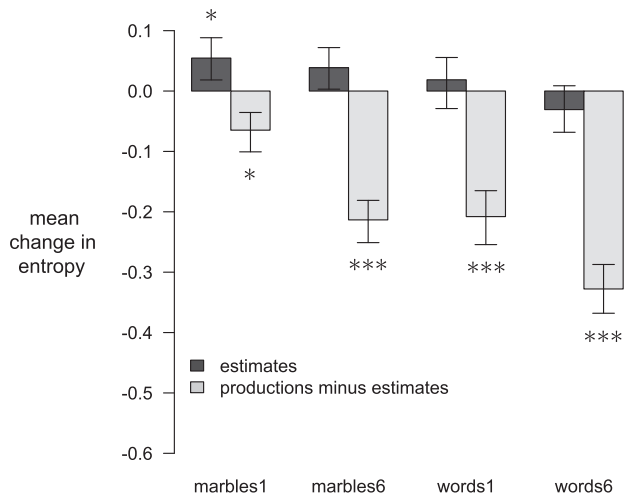 0.1
0.0
-0.1
-0.2
-0.3
-0.4
-0.5
-0.6
mean
change in
entropy
*
*
***
***
***
estimates
productions minus estimates
marbles1 marbles6 words1 words6